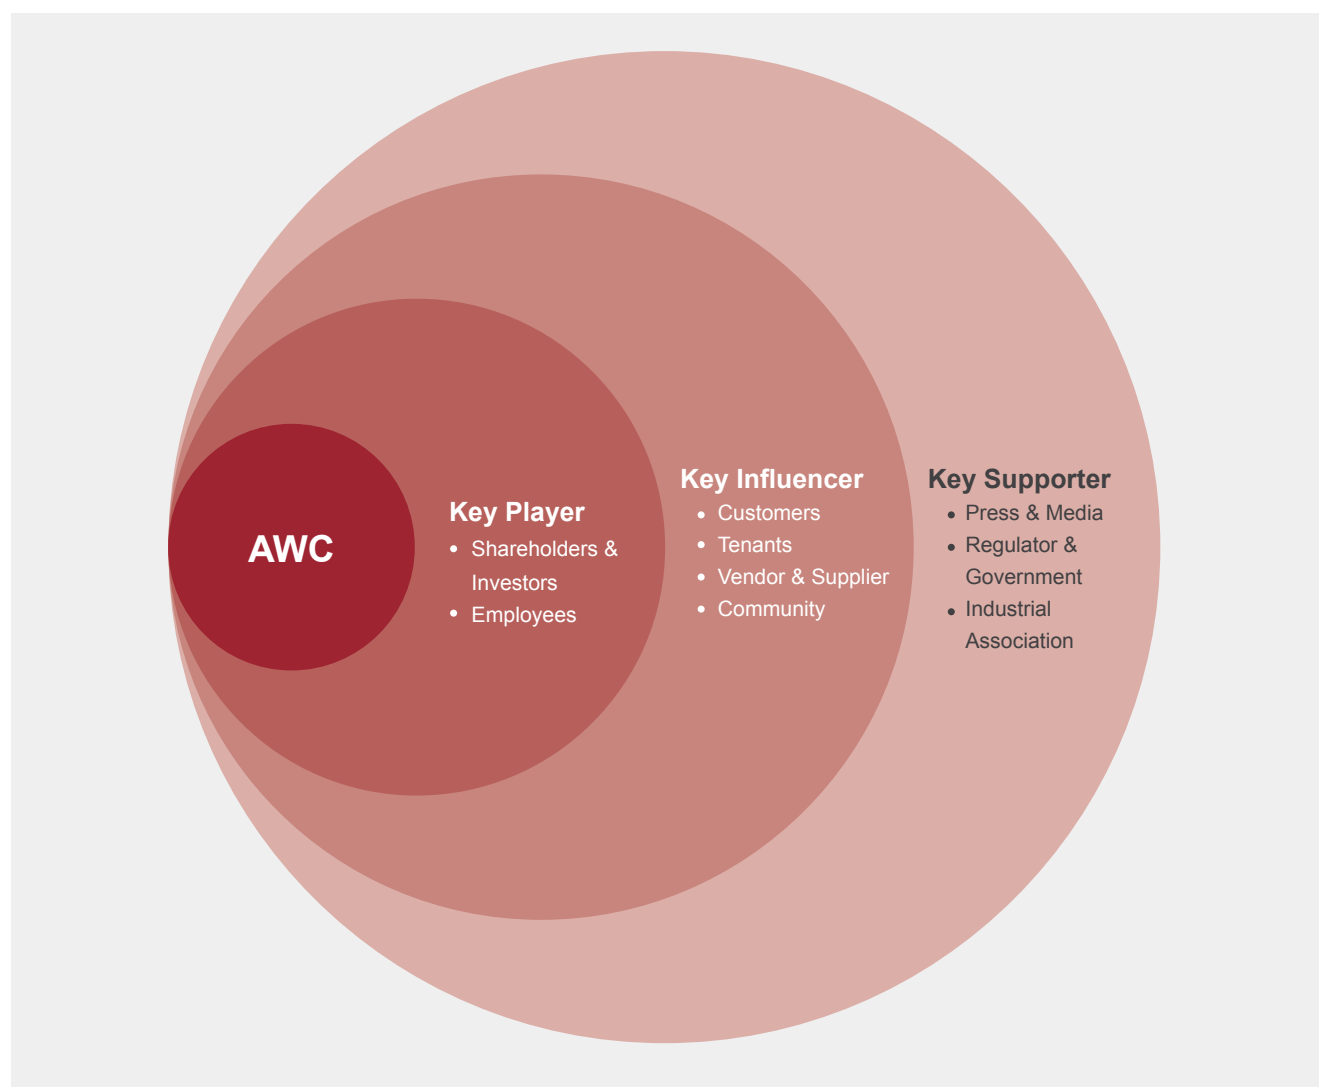 AWC
Key Player
• Shareholders &
Investors
• Employees
Key Influencer
• Customers
• Tenants
• Vendor & Supplier
• Community
Key Supporter
• Press & Media
• Regulator &
Government
• Industrial
Association